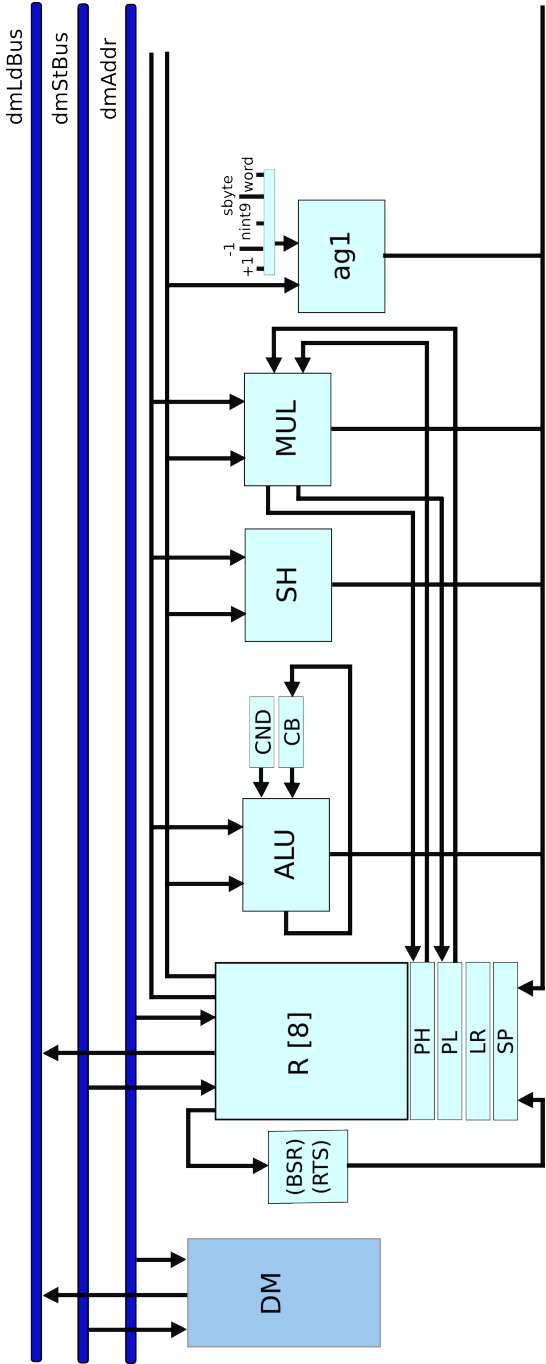 dmLdBus
dmStBus
dmAddr
+1
-1
nint9
sbyte
word
ag1
MUL
SH
CND
CB
ALU
R [8]
PH
PL
LR
SP
(BSR)
(RTS)
DM